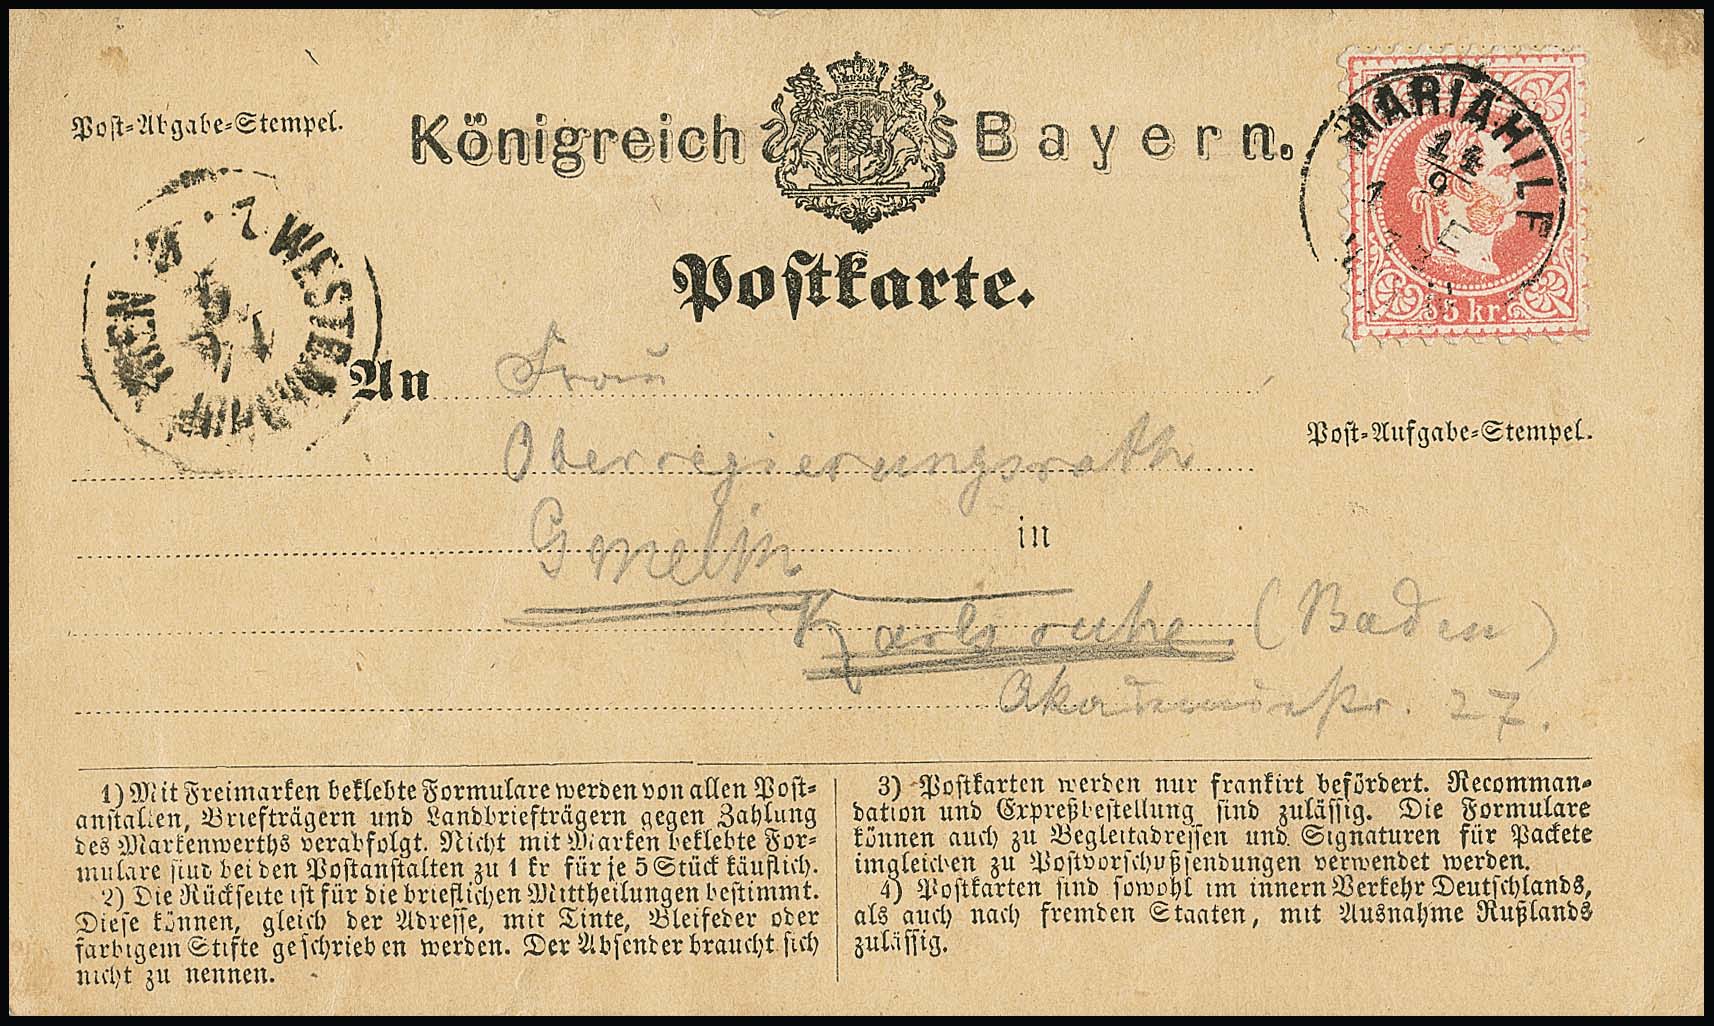 Post-Abgabe-Stempel.
Königreich Bayern.
MARIAHILF
14
9
5 kr.
WIEN 2. WESTBAHNHOF
Postkarte.
An Frau
Post-Aufgabe-Stempel.
Oberregierungsrath
Gmelin in
Karlsruhe (Baden)
Akademiestr. 27.
1) Mit Freimarken beklebte Formulare werden von allen Post-
anstalten, Briefträgern und Landbriefträgern gegen Zahlung
des Markenwerths verabfolgt. Nicht mit Marken beklebte For-
mulare sind bei den Postanstalten zu 1 kr für je 5 Stück käuflich.
2) Die Rückseite ist für die brieflichen Mittheilungen bestimmt.
Diese können, gleich der Adresse, mit Tinte, Bleifeder oder
farbigem Stifte geschrieben werden. Der Absender braucht sich
nicht zu nennen.
3) Postkarten werden nur frankirt befördert. Recomman-
dation und Expreßbestellung sind zulässig. Die Formulare
können auch zu Begleitadressen und Signaturen für Packete
imgleichen zu Postvorschußsendungen verwendet werden.
4) Postkarten sind sowohl im innern Verkehr Deutschlands,
als auch nach fremden Staaten, mit Ausnahme Rußlands
zulässig.